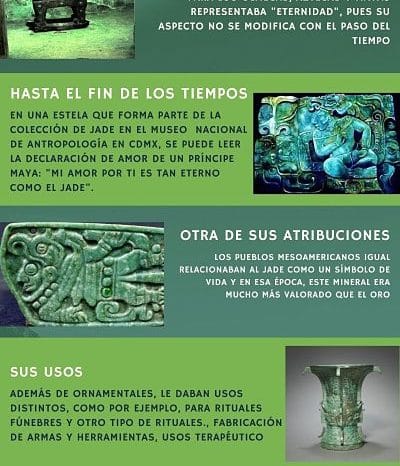 REPRESENTABA "ETERNIDAD", PUES SU
ASPECTO NO SE MODIFICA CON EL PASO DEL
TIEMPO
HASTA EL FIN DE LOS TIEMPOS
EN UNA ESTELA QUE FORMA PARTE DE LA
COLECCIÓN DE JADE EN EL MUSEO NACIONAL
DE ANTROPOLOGÍA EN CDMX, SE PUEDE LEER
LA DECLARACIÓN DE AMOR DE UN PRÍNCIPE
MAYA: "MI AMOR POR TI ES TAN ETERNO
COMO EL JADE".
OTRA DE SUS ATRIBUCIONES
LOS PUEBLOS MESOAMERICANOS IGUAL
RELACIONABAN AL JADE COMO UN SÍMBOLO DE
VIDA Y EN ESA ÉPOCA, ESTE MINERAL ERA
MUCHO MÁS VALORADO QUE EL ORO
SUS USOS
ADEMÁS DE ORNAMENTALES, LE DABAN USOS
DISTINTOS, COMO POR EJEMPLO, PARA RITUALES
FÚNEBRES Y OTRO TIPO DE RITUALES., FABRICACIÓN
DE ARMAS Y HERRAMIENTAS, USOS TERAPÉUTICO